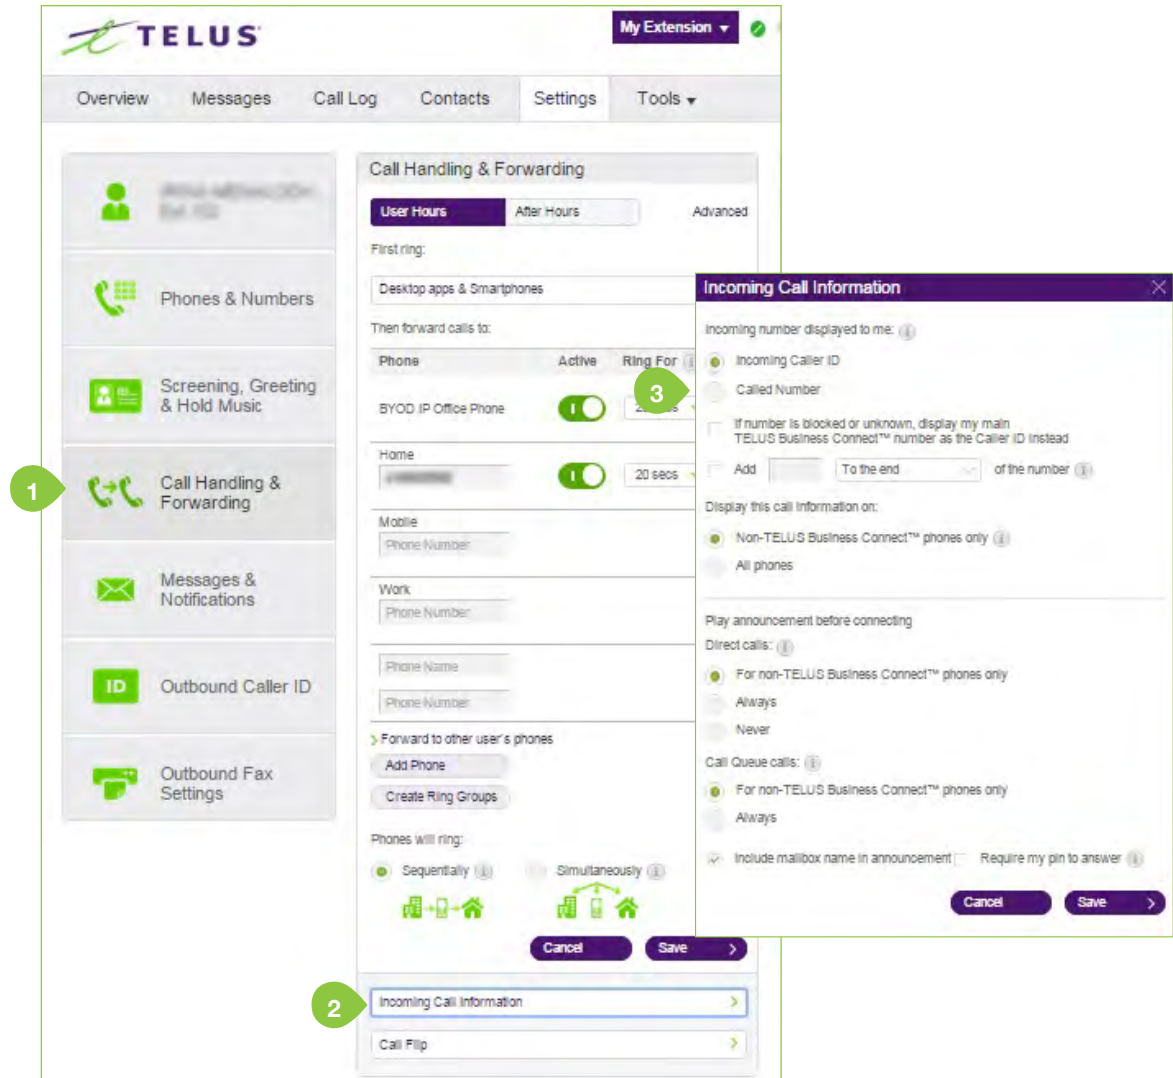 TELUS
My Extension
Overview Messages Call Log Contacts Settings Tools
Phones & Numbers
Screening, Greeting
& Hold Music
1
Call Handling &
Forwarding
Messages &
Notifications
ID
Outbound Caller ID
Outbound Fax
Settings
Call Handling & Forwarding
User Hours After Hours Advanced
First ring:
Desktop apps & Smartphones
Then forward calls to:
Phone Active Ring For
BYOD IP Office Phone
Home
20 secs
Mobile
Phone Number
Work
Phone Number
Phone Name
Phone Number
Forward to other user's phones
Add Phone
Create Ring Groups
Phones will ring:
Sequentially Simultaneously
Cancel Save
2
Incoming Call Information
Call Flip
Incoming Call Information
Incoming number displayed to me:
Incoming Caller ID
3
Called Number
If number is blocked or unknown, display my main
TELUS Business Connect™ number as the Caller ID instead
Add To the end of the number
Display this call information on:
Non-TELUS Business Connect™ phones only
All phones
Play announcement before connecting
Direct calls:
For non-TELUS Business Connect™ phones only
Always
Never
Call Queue calls:
For non-TELUS Business Connect™ phones only
Always
Include mailbox name in announcement Require my pin to answer
Cancel Save